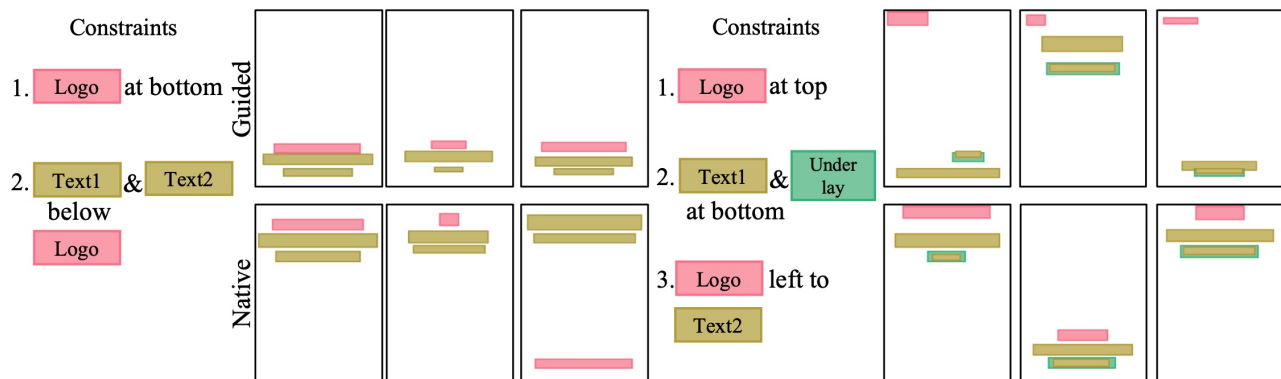 Constraints
1. Logo at bottom
2. Text1 & Text2
below
Logo
Guided
Native
Constraints
1. Logo at top
2. Text1 & Under
lay
at bottom
3. Logo left to
Text2